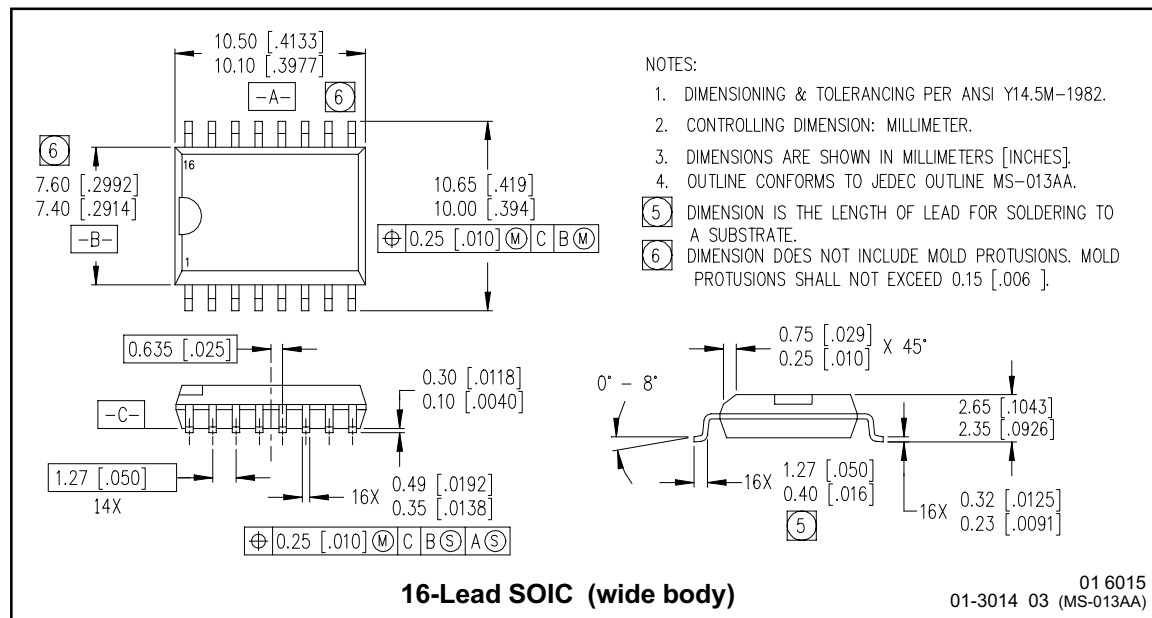 10.50 [.4133]
10.10 [.3977]
-A- 6
6
7.60 [.2992]
7.40 [.2914]
-B-
16
1
10.65 [.419]
10.00 [.394]
⌖ 0.25 [.010] Ⓜ C B Ⓜ
NOTES:
1. DIMENSIONING & TOLERANCING PER ANSI Y14.5M-1982.
2. CONTROLLING DIMENSION: MILLIMETER.
3. DIMENSIONS ARE SHOWN IN MILLIMETERS [INCHES].
4. OUTLINE CONFORMS TO JEDEC OUTLINE MS-013AA.
5 DIMENSION IS THE LENGTH OF LEAD FOR SOLDERING TO
A SUBSTRATE.
6 DIMENSION DOES NOT INCLUDE MOLD PROTUSIONS. MOLD
PROTUSIONS SHALL NOT EXCEED 0.15 [.006 ].
0.635 [.025]
-C-
0.30 [.0118]
0.10 [.0040]
1.27 [.050]
14X
16X 0.49 [.0192]
0.35 [.0138]
⌖ 0.25 [.010] Ⓜ C B Ⓢ A Ⓢ
0.75 [.029]
0.25 [.010] X 45°
0° - 8°
2.65 [.1043]
2.35 [.0926]
16X 1.27 [.050]
0.40 [.016]
5
16X 0.32 [.0125]
0.23 [.0091]
16-Lead SOIC (wide body)
01 6015
01-3014 03 (MS-013AA)